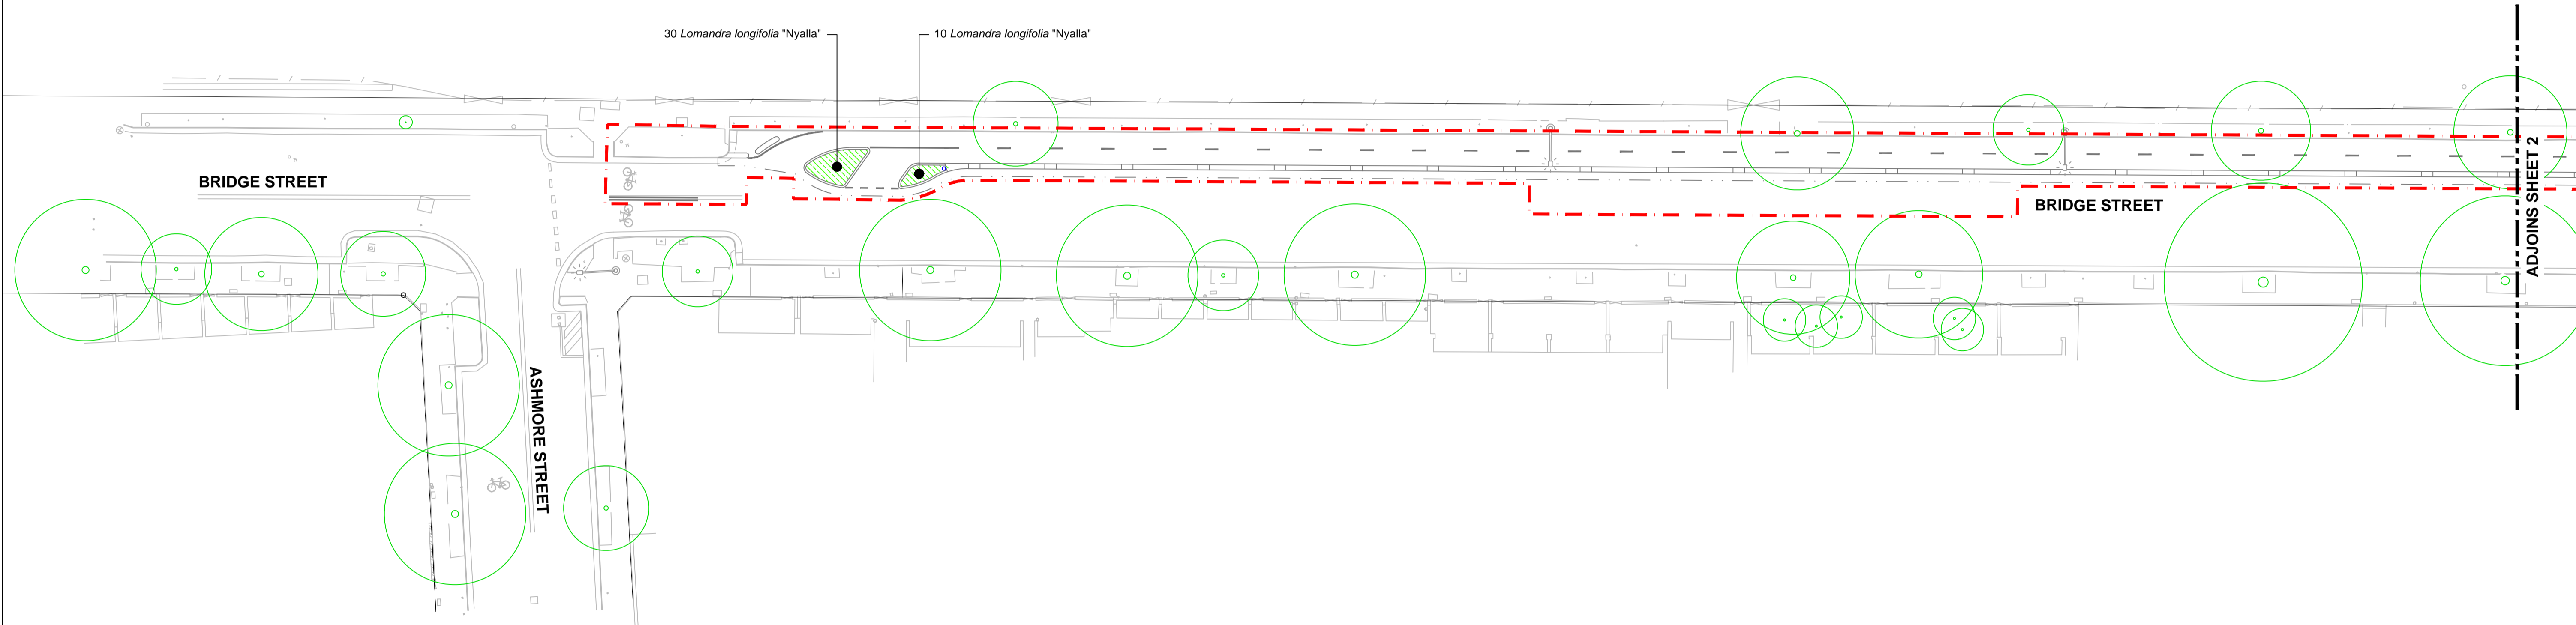 30 Lomandra longifolia "Nyalla"
10 Lomandra longifolia "Nyalla"
BRIDGE STREET
BRIDGE STREET
ASHMORE STREET
ADJOINS SHEET 2